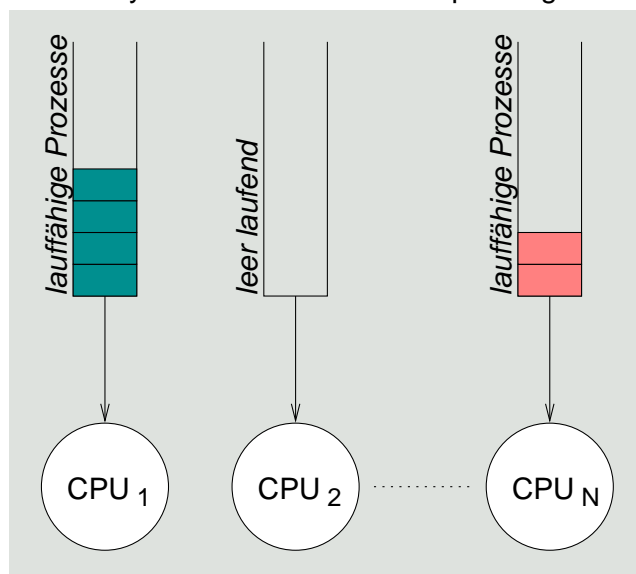 lauffähige Prozesse
leer laufend
lauffähige Prozesse
CPU 1
CPU 2
CPU N